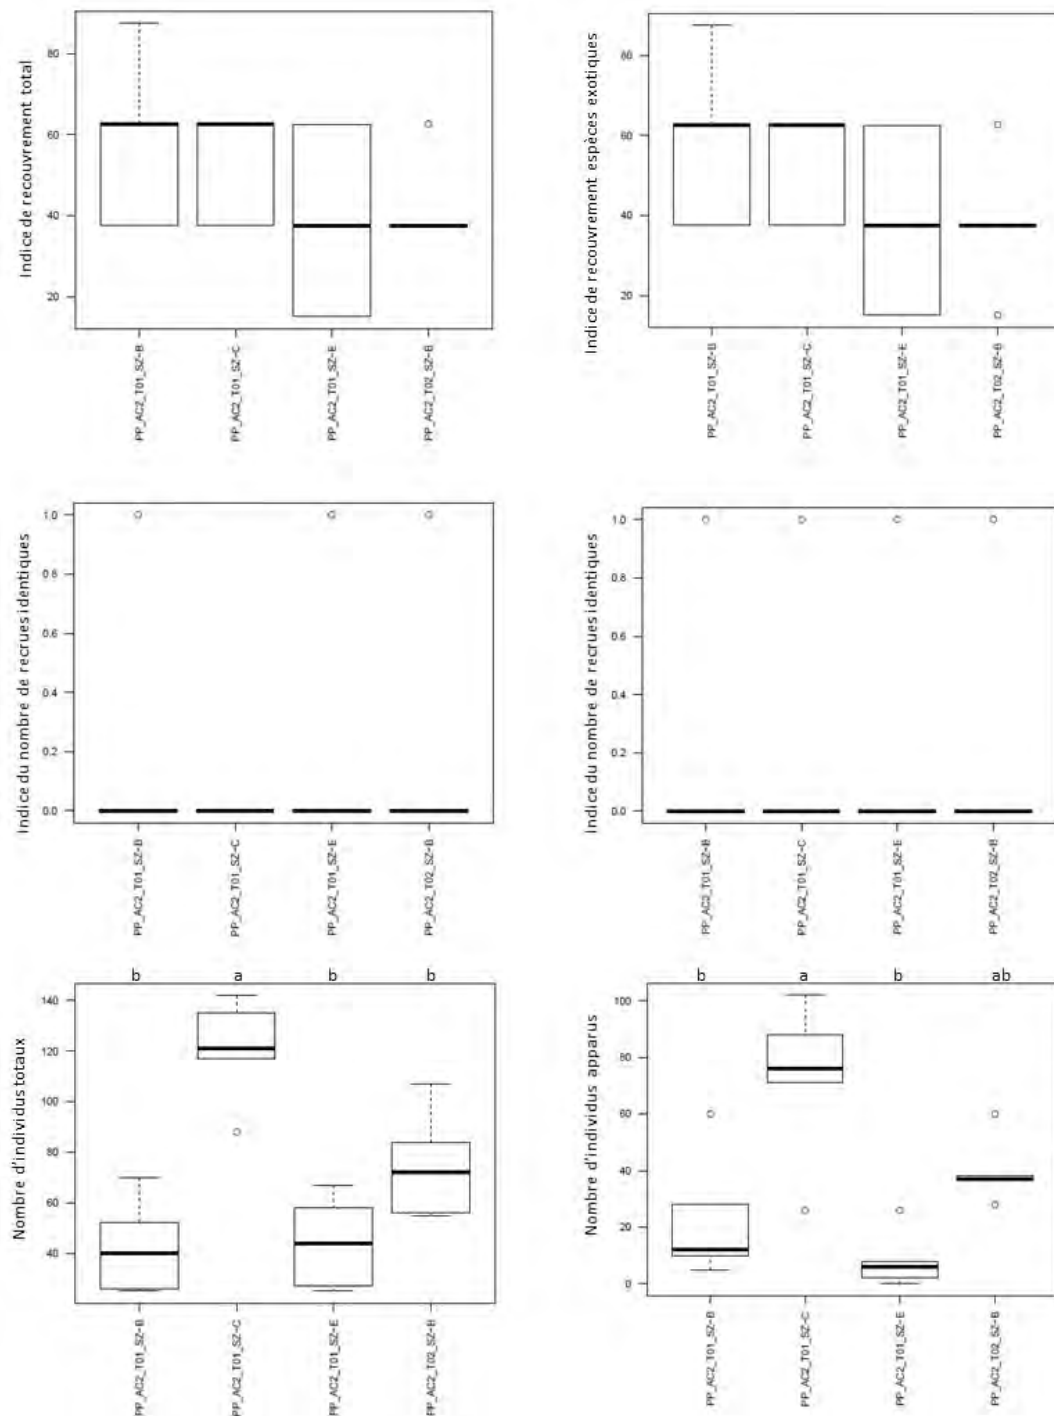 Indice de recouvrement total
80
60
40
20
PP_AC2_T01_SZ-B
PP_AC2_T01_SZ-C
PP_AC2_T01_SZ-E
PP_AC2_T02_SZ-B
Indice de recouvrement espèces exotiques
80
60
40
20
PP_AC2_T01_SZ-B
PP_AC2_T01_SZ-C
PP_AC2_T01_SZ-E
PP_AC2_T02_SZ-B
Indice du nombre de recrues identiques
1.0
0.8
0.6
0.4
0.2
0.0
PP_AC2_T01_SZ-B
PP_AC2_T01_SZ-C
PP_AC2_T01_SZ-E
PP_AC2_T02_SZ-B
Indice du nombre de recrues identiques
1.0
0.8
0.6
0.4
0.2
0.0
PP_AC2_T01_SZ-B
PP_AC2_T01_SZ-C
PP_AC2_T01_SZ-E
PP_AC2_T02_SZ-B
b a b b
Nombre d'individus totaux
140
120
100
80
60
40
PP_AC2_T01_SZ-B
PP_AC2_T01_SZ-C
PP_AC2_T01_SZ-E
PP_AC2_T02_SZ-B
b a b ab
Nombre d'individus apparus
100
80
60
40
20
0
PP_AC2_T01_SZ-B
PP_AC2_T01_SZ-C
PP_AC2_T01_SZ-E
PP_AC2_T02_SZ-B